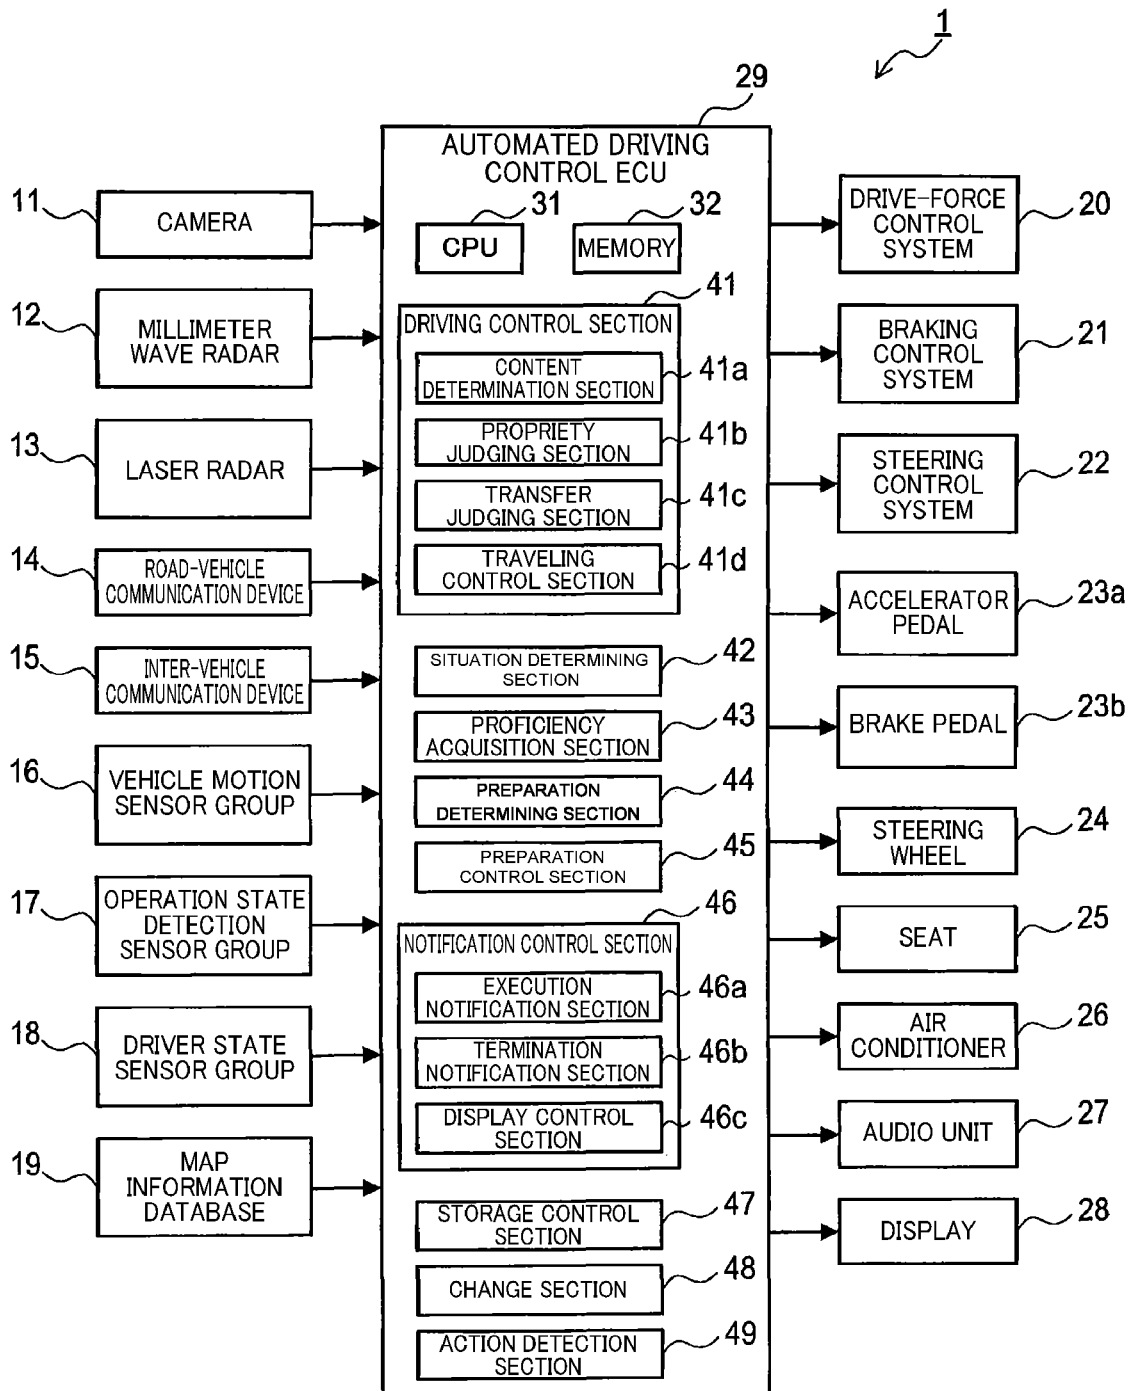 1
29
AUTOMATED DRIVING
CONTROL ECU
31
CPU
32
MEMORY
11
CAMERA
12
MILLIMETER
WAVE RADAR
13
LASER RADAR
14
ROAD-VEHICLE
COMMUNICATION DEVICE
15
INTER-VEHICLE
COMMUNICATION DEVICE
16
VEHICLE MOTION
SENSOR GROUP
17
OPERATION STATE
DETECTION
SENSOR GROUP
18
DRIVER STATE
SENSOR GROUP
19
MAP
INFORMATION
DATABASE
41
DRIVING CONTROL SECTION
CONTENT
DETERMINATION SECTION
41a
PROPRIETY
JUDGING SECTION
41b
TRANSFER
JUDGING SECTION
41c
TRAVELING
CONTROL SECTION
41d
SITUATION DETERMINING
SECTION
42
PROFICIENCY
ACQUISITION SECTION
43
PREPARATION
DETERMINING SECTION
44
PREPARATION
CONTROL SECTION
45
46
NOTIFICATION CONTROL SECTION
EXECUTION
NOTIFICATION SECTION
46a
TERMINATION
NOTIFICATION SECTION
46b
DISPLAY CONTROL
SECTION
46c
STORAGE CONTROL
SECTION
47
CHANGE SECTION
48
ACTION DETECTION
SECTION
49
DRIVE-FORCE
CONTROL
SYSTEM
20
BRAKING
CONTROL
SYSTEM
21
STEERING
CONTROL
SYSTEM
22
ACCELERATOR
PEDAL
23a
BRAKE PEDAL
23b
STEERING
WHEEL
24
SEAT
25
AIR
CONDITIONER
26
AUDIO UNIT
27
DISPLAY
28